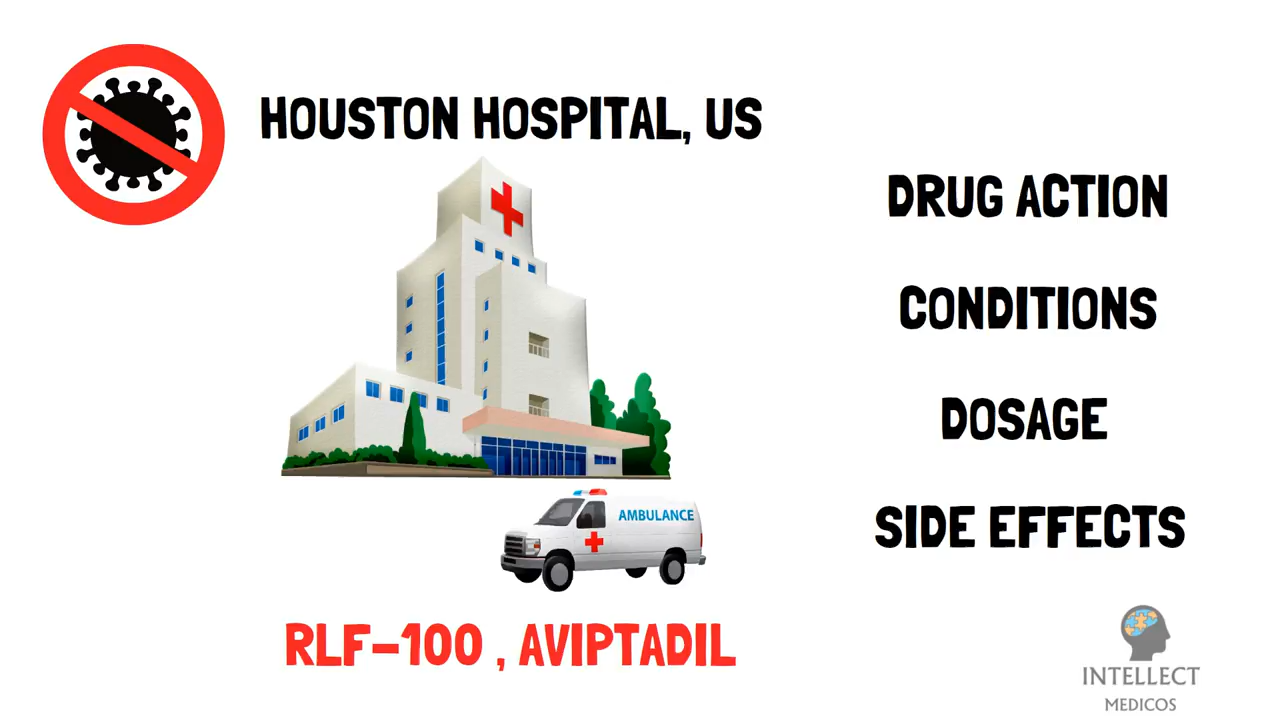 HOUSTON HOSPITAL, US
DRUG ACTION
CONDITIONS
DOSAGE
SIDE EFFECTS
AMBULANCE
RLF-100 , AVIPTADIL
INTELLECT
MEDICOS